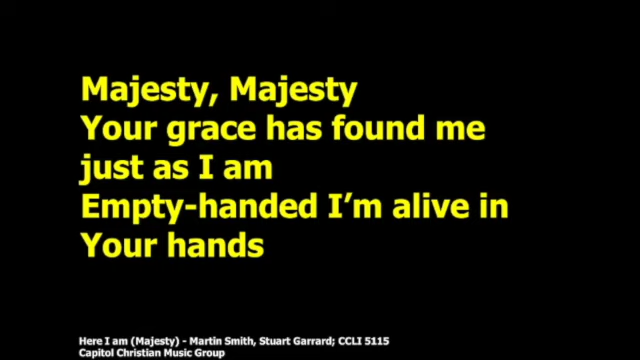 Majesty, Majesty
Your grace has found me
just as I am
Empty-handed I’m alive in
Your hands
Here I am (Majesty) - Martin Smith, Stuart Garrard; CCLI 5115
Capitol Christian Music Group